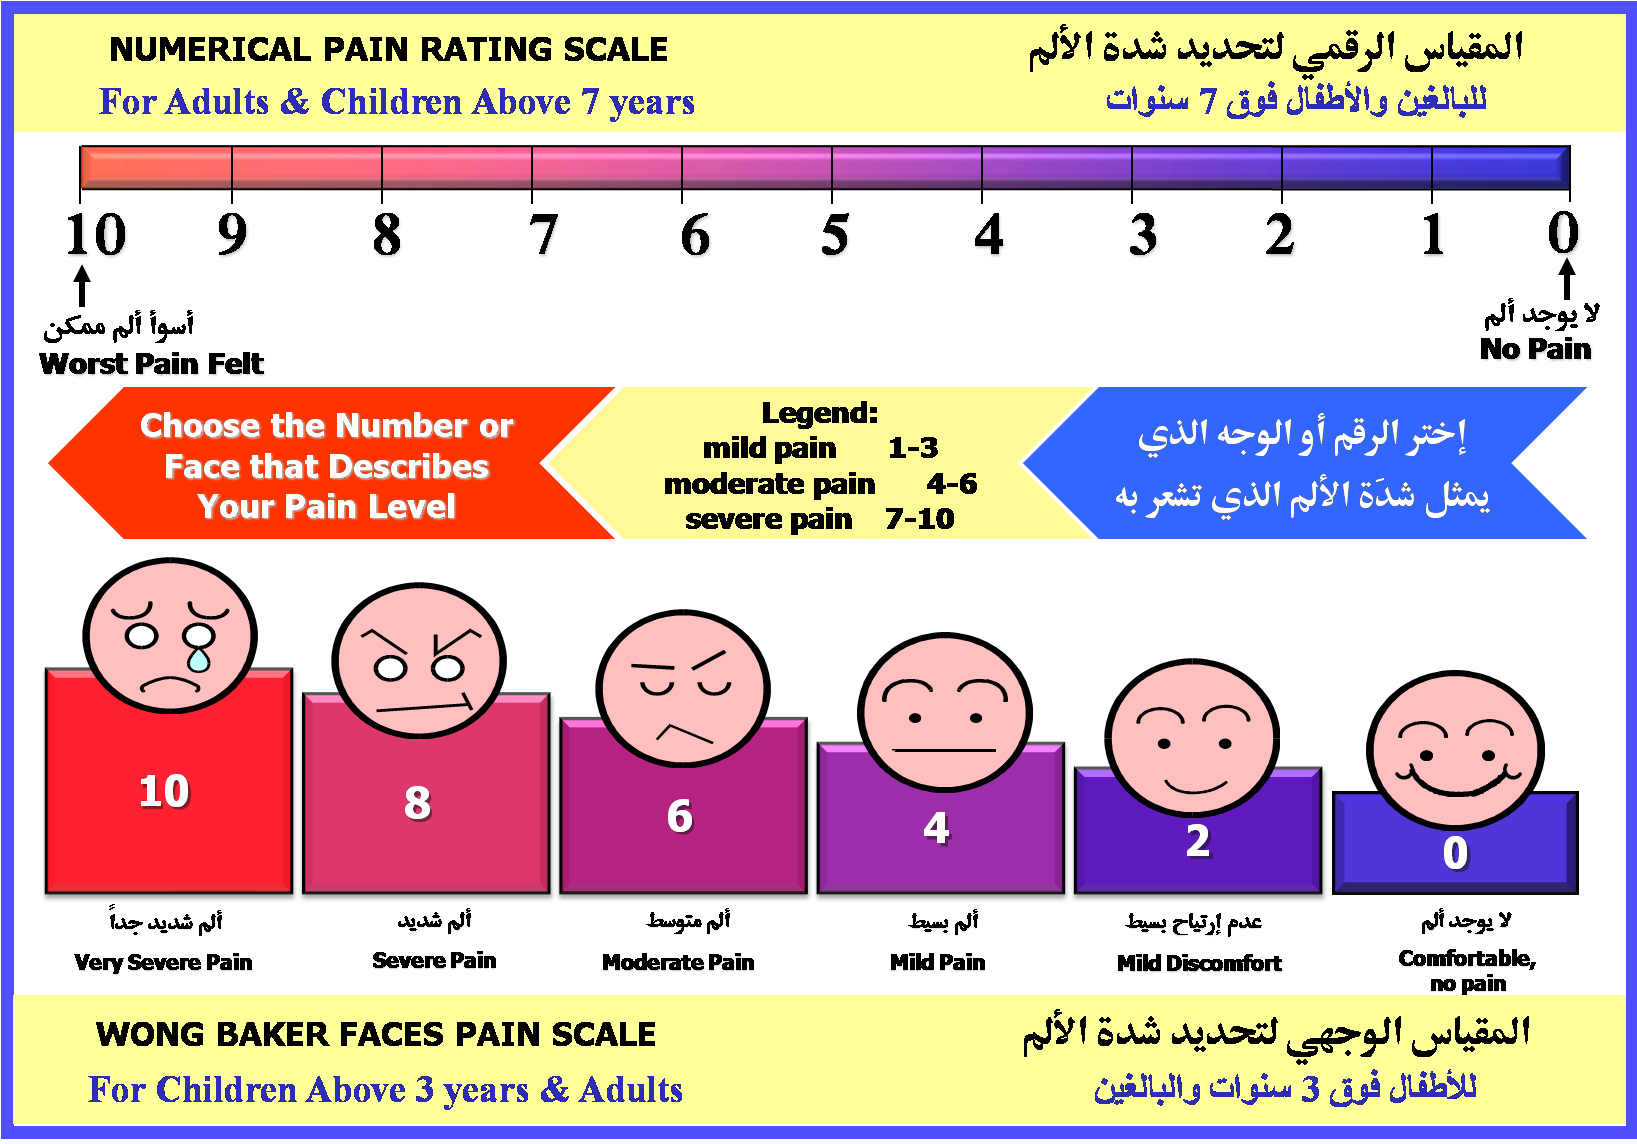 NUMERICAL PAIN RATING SCALE
المقياس الرقمي لتحديد شدة الألم
For Adults & Children Above 7 years
للبالغين والأطفال فوق 7 سنوات
10 9 8 7 6 5 4 3 2 1 0
أسوأ ألم ممكن
Worst Pain Felt
لا يوجد ألم
No Pain
Choose the Number or
Face that Describes
Your Pain Level
Legend:
mild pain 1-3
moderate pain 4-6
severe pain 7-10
إختر الرقم أو الوجه الذي
يمثل شدَة الألم الذي تشعر به
10 8 6 4 2 0
ألم شديد جداً
Very Severe Pain
ألم شديد
Severe Pain
ألم متوسط
Moderate Pain
ألم بسيط
Mild Pain
عدم إرتياح بسيط
Mild Discomfort
لا يوجد ألم
Comfortable,
no pain
WONG BAKER FACES PAIN SCALE
المقياس الوجهي لتحديد شدة الألم
For Children Above 3 years & Adults
للأطفال فوق 3 سنوات والبالغين